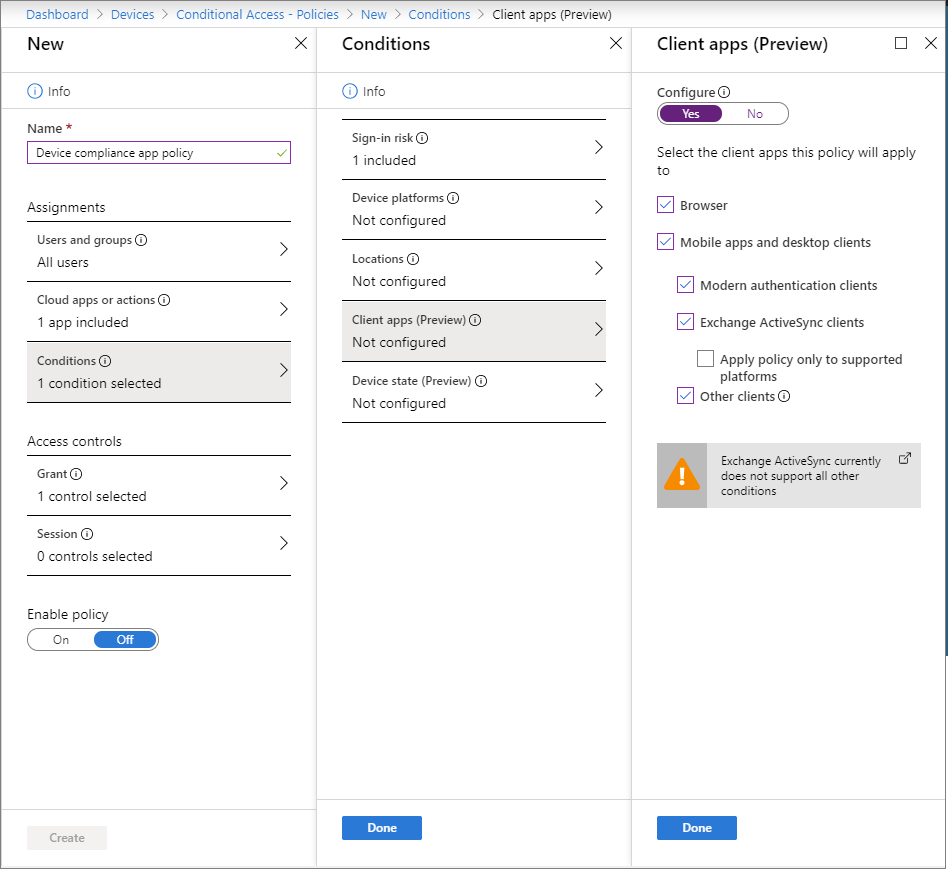 Dashboard > Devices > Conditional Access - Policies > New > Conditions > Client apps (Preview)
New
Info
Name *
Device compliance app policy
Assignments
Users and groups
All users
Cloud apps or actions
1 app included
Conditions
1 condition selected
Access controls
Grant
1 control selected
Session
0 controls selected
Enable policy
On Off
Create
Conditions
Info
Sign-in risk
1 included
Device platforms
Not configured
Locations
Not configured
Client apps (Preview)
Not configured
Device state (Preview)
Not configured
Done
Client apps (Preview)
Configure
Yes No
Select the client apps this policy will apply
to
Browser
Mobile apps and desktop clients
Modern authentication clients
Exchange ActiveSync clients
Apply policy only to supported
platforms
Other clients
Exchange ActiveSync currently
does not support all other
conditions
Done